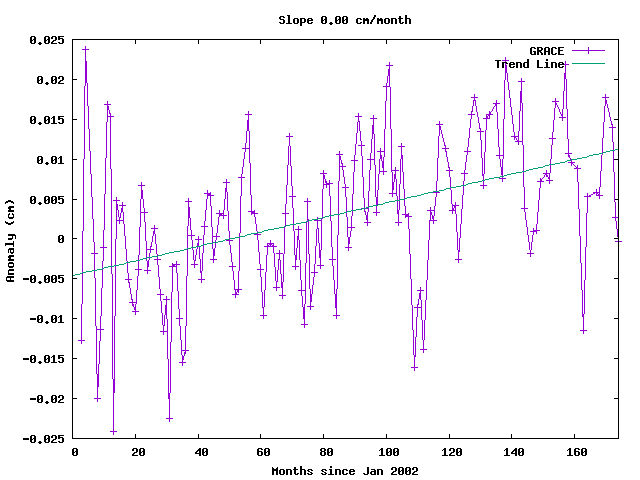 Slope 0.00 cm/month
GRACE
Trend Line
0.025
0.02
0.015
0.01
0.005
0
-0.005
-0.01
-0.015
-0.02
-0.025
Anomaly (cm)
0 20 40 60 80 100 120 140 160
Months since Jan 2002